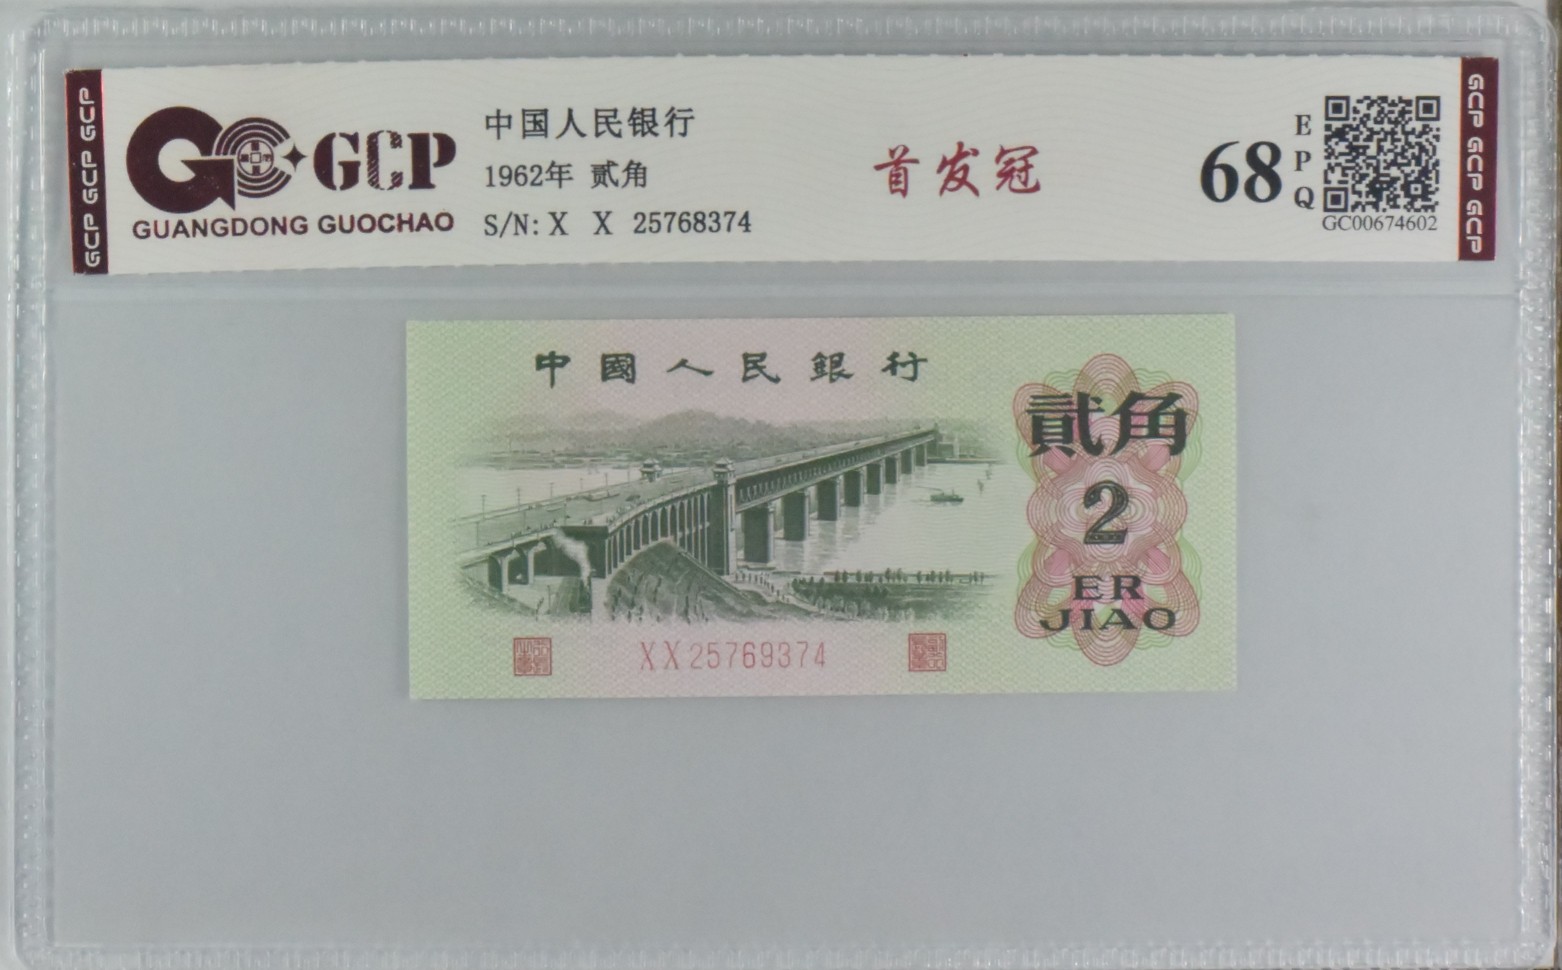 GCP GCP GCP
GCP
GUANGDONG GUOCHAO
中国人民银行
1962年 贰角
S/N: X X 25768374
首发冠
68
EPQ
GC00674602
GCP GCP GCP
中國人民銀行
貳角
2
ER
JIAO
XX25769374